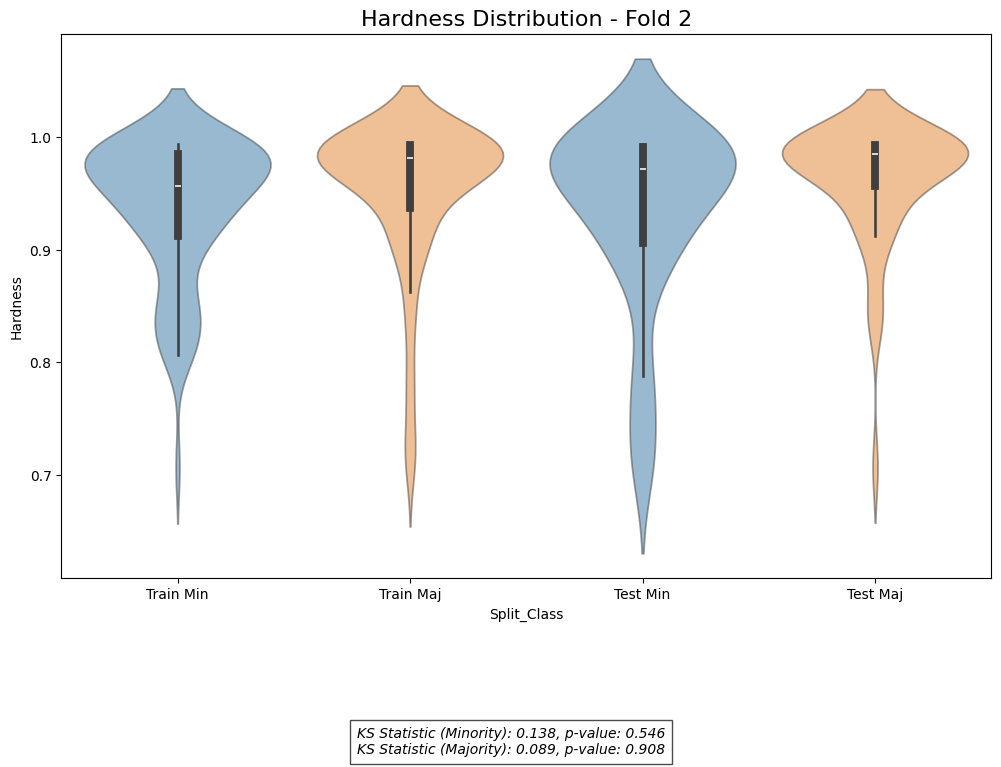 Hardness Distribution - Fold 2
Hardness
1.0
0.9
0.8
0.7
Train Min
Train Maj
Test Min
Test Maj
Split_Class
KS Statistic (Minority): 0.138, p-value: 0.546
KS Statistic (Majority): 0.089, p-value: 0.908